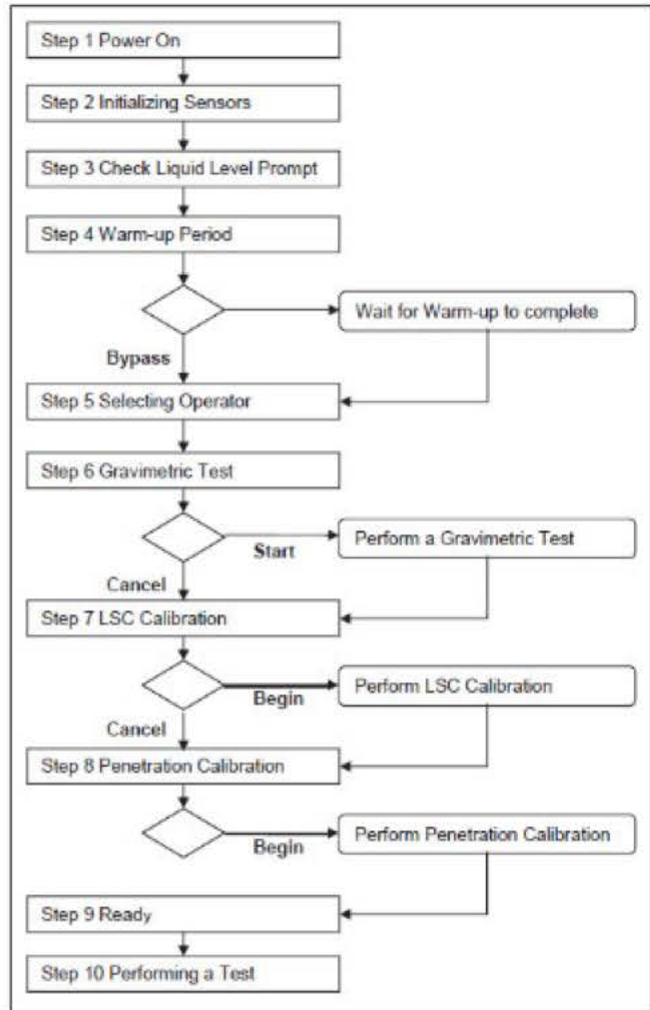 Step 1 Power On
Step 2 Initializing Sensors
Step 3 Check Liquid Level Prompt
Step 4 Warm-up Period
Wait for Warm-up to complete
Bypass
Step 5 Selecting Operator
Step 6 Gravimetric Test
Start
Perform a Gravimetric Test
Cancel
Step 7 LSC Calibration
Begin
Perform LSC Calibration
Cancel
Step 8 Penetration Calibration
Begin
Perform Penetration Calibration
Step 9 Ready
Step 10 Performing a Test